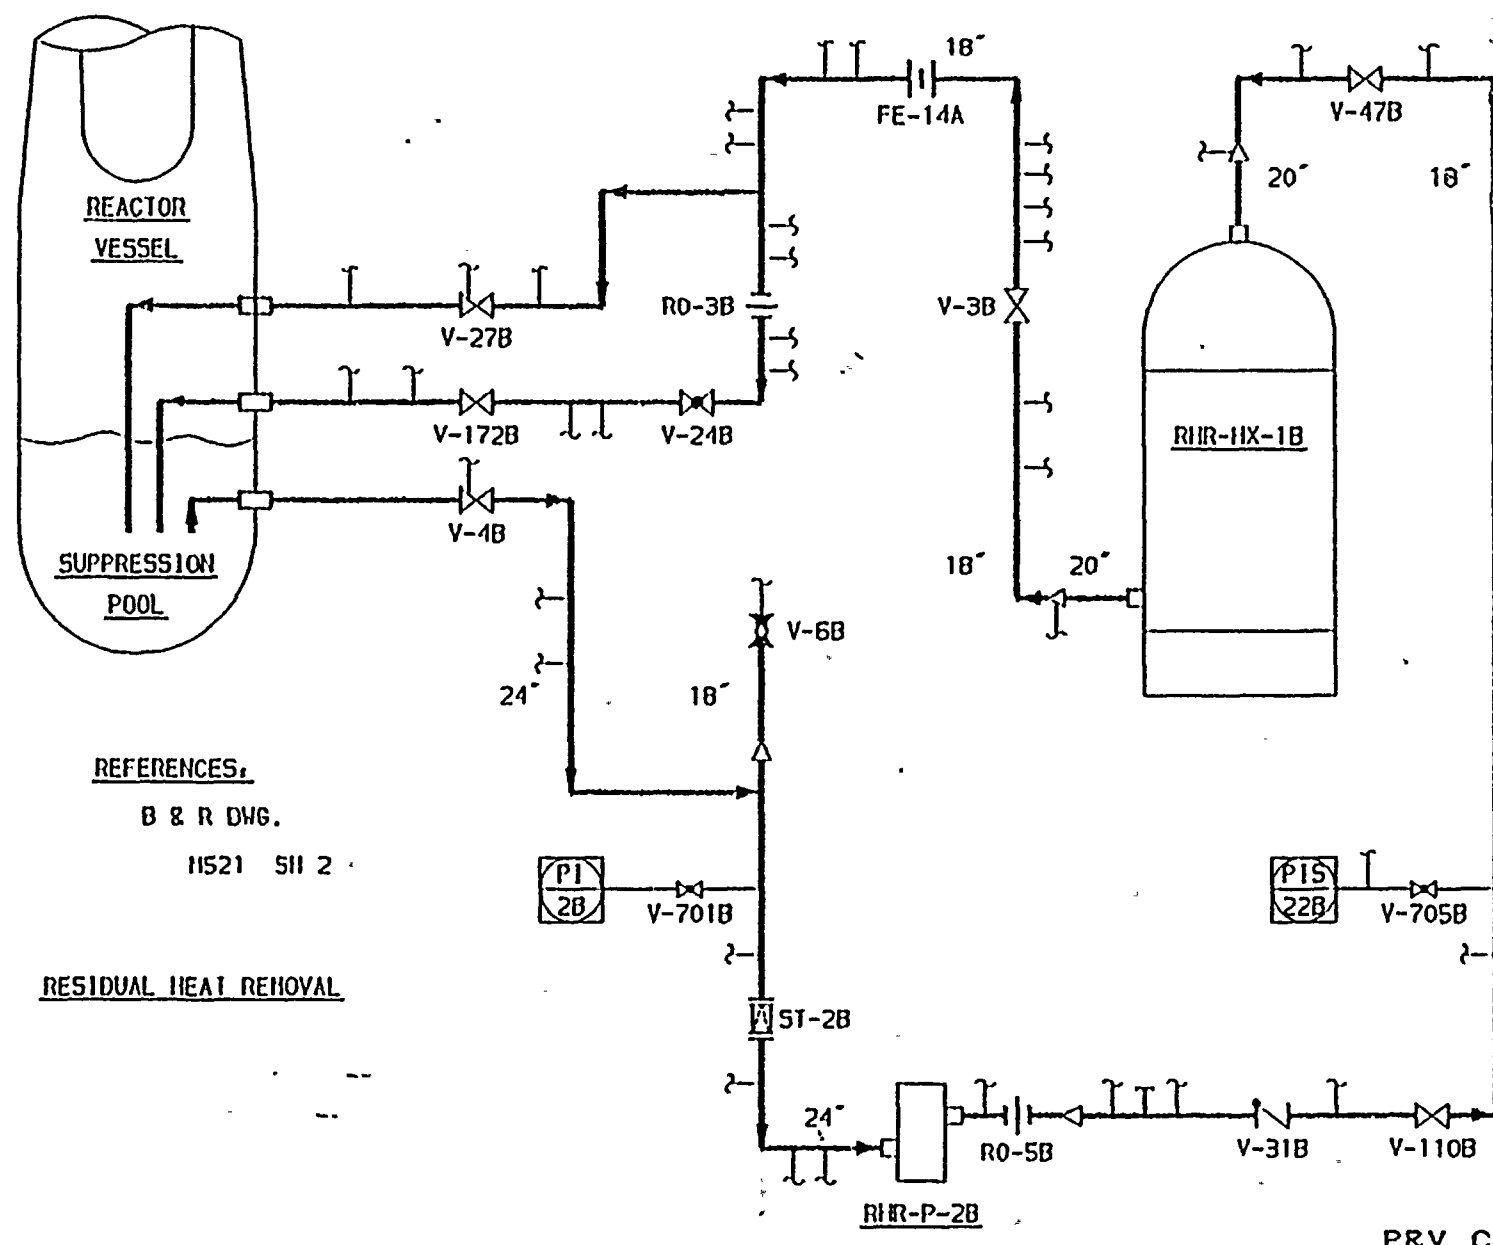 18"
FE-14A
V-47B
20"
18"
REACTOR
VESSEL
RO-3B
V-3B
V-27B
V-172B
V-24B
RHR-HX-1B
V-4B
SUPPRESSION
POOL
18"
20"
V-6B
24"
18"
REFERENCES:
B & R DWG.
M521 SH 2
PI
2B
V-701B
PIS
22B
V-705B
RESIDUAL HEAT REMOVAL
ST-2B
24"
RO-5B
V-31B
V-110B
RHR-P-2B
P&V C